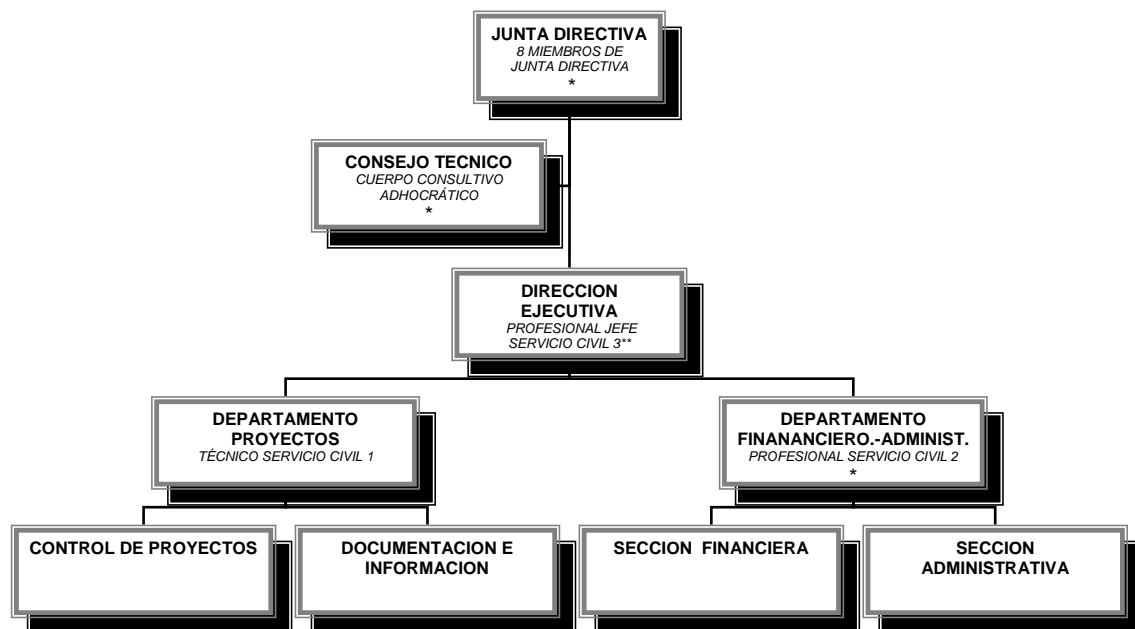 JUNTA DIRECTIVA
8 MIEMBROS DE
JUNTA DIRECTIVA
*
CONSEJO TECNICO
CUERPO CONSULTIVO
ADHOCRÁTICO
*
DIRECCION
EJECUTIVA
PROFESIONAL JEFE
SERVICIO CIVIL 3**
DEPARTAMENTO
PROYECTOS
TÉCNICO SERVICIO CIVIL 1
DEPARTAMENTO
FINANANCIERO.-ADMINIST.
PROFESIONAL SERVICIO CIVIL 2
*
CONTROL DE PROYECTOS
DOCUMENTACION E
INFORMACION
SECCION FINANCIERA
SECCION
ADMINISTRATIVA